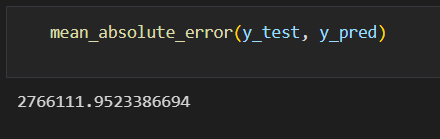 mean_absolute_error(y_test, y_pred)
2766111.9523386694